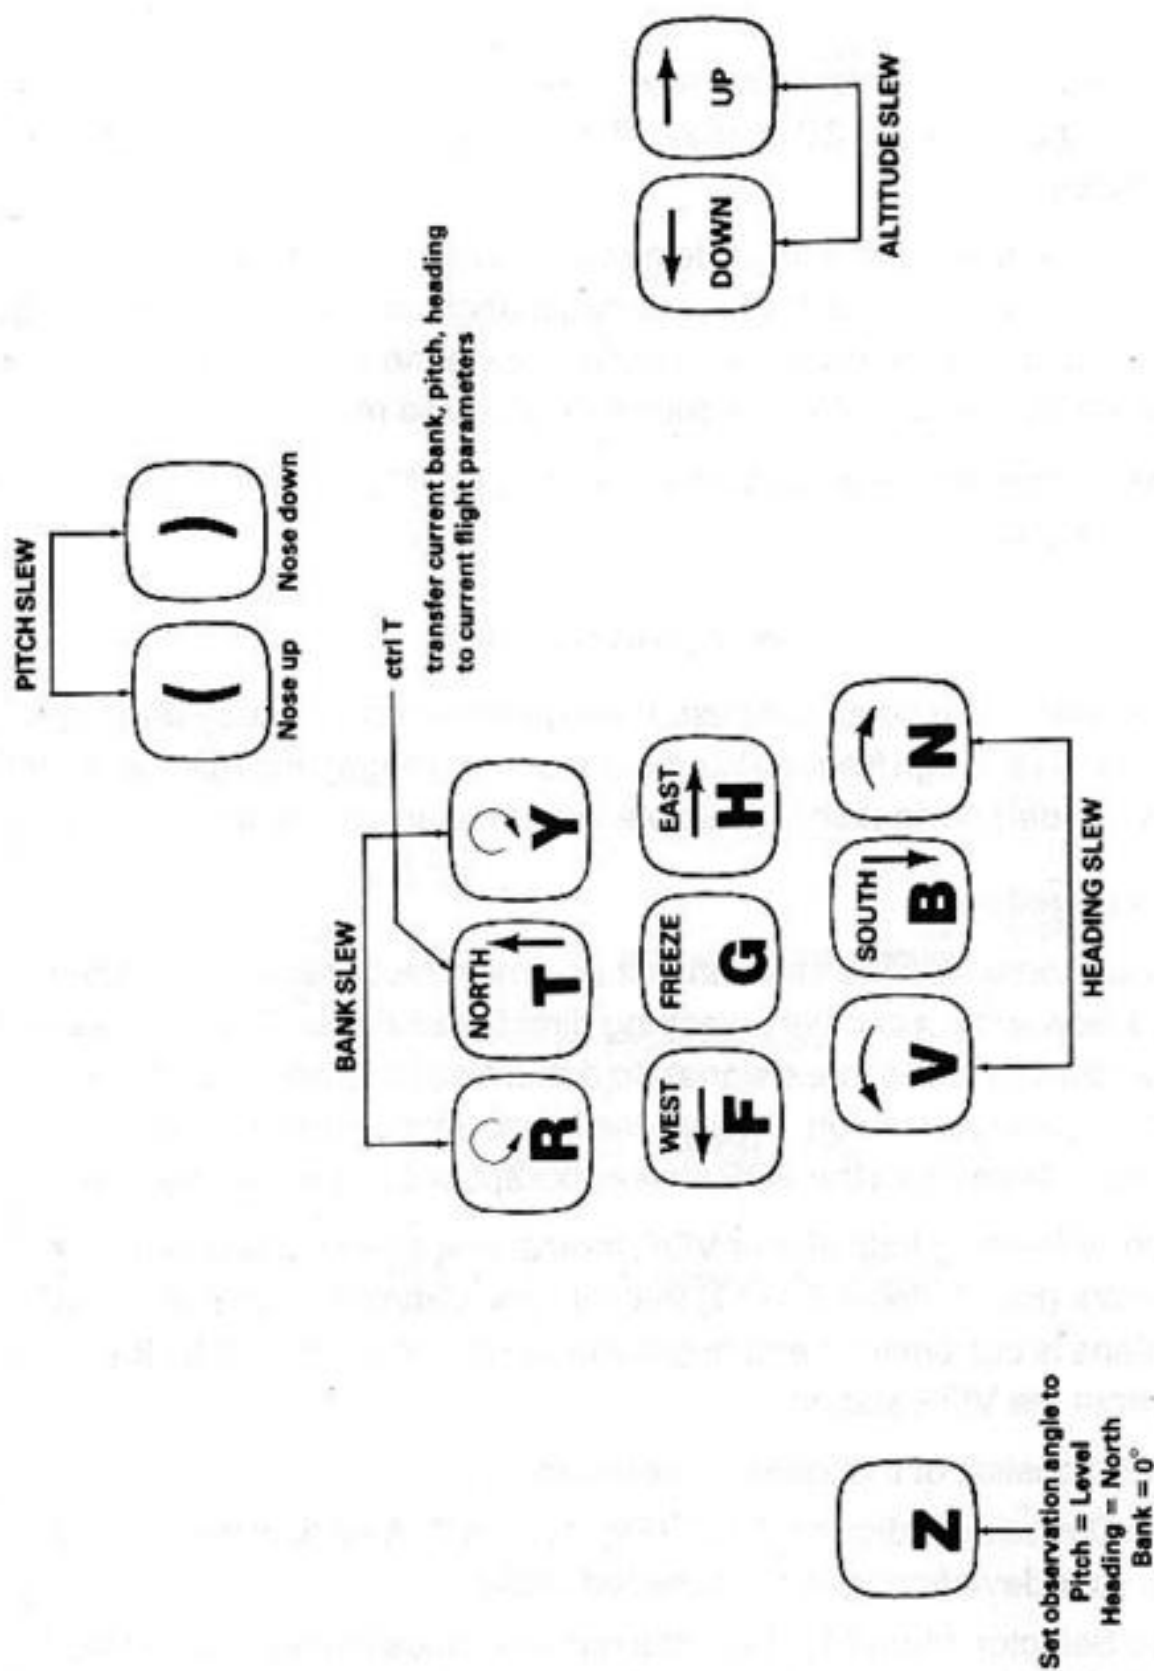 PITCH SLEW
(
)
Nose up
Nose down
BANK SLEW
ctrl T
transfer current bank, pitch, heading
to current flight parameters
R
NORTH
T
Y
WEST
F
FREEZE
G
EAST
H
DOWN
UP
ALTITUDE SLEW
Z
Set observation angle to
Pitch = Level
Heading = North
Bank = 0°
V
SOUTH
B
N
HEADING SLEW